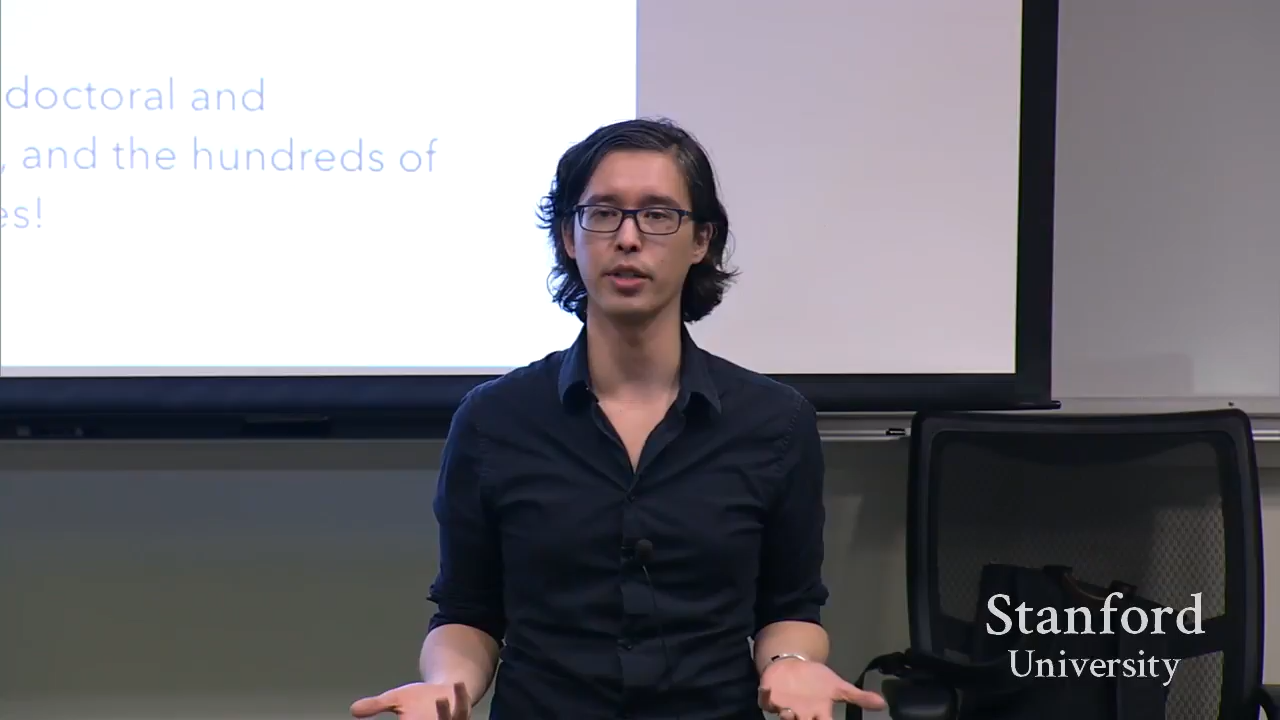 doctoral and
, and the hundreds of
es!
Stanford
University